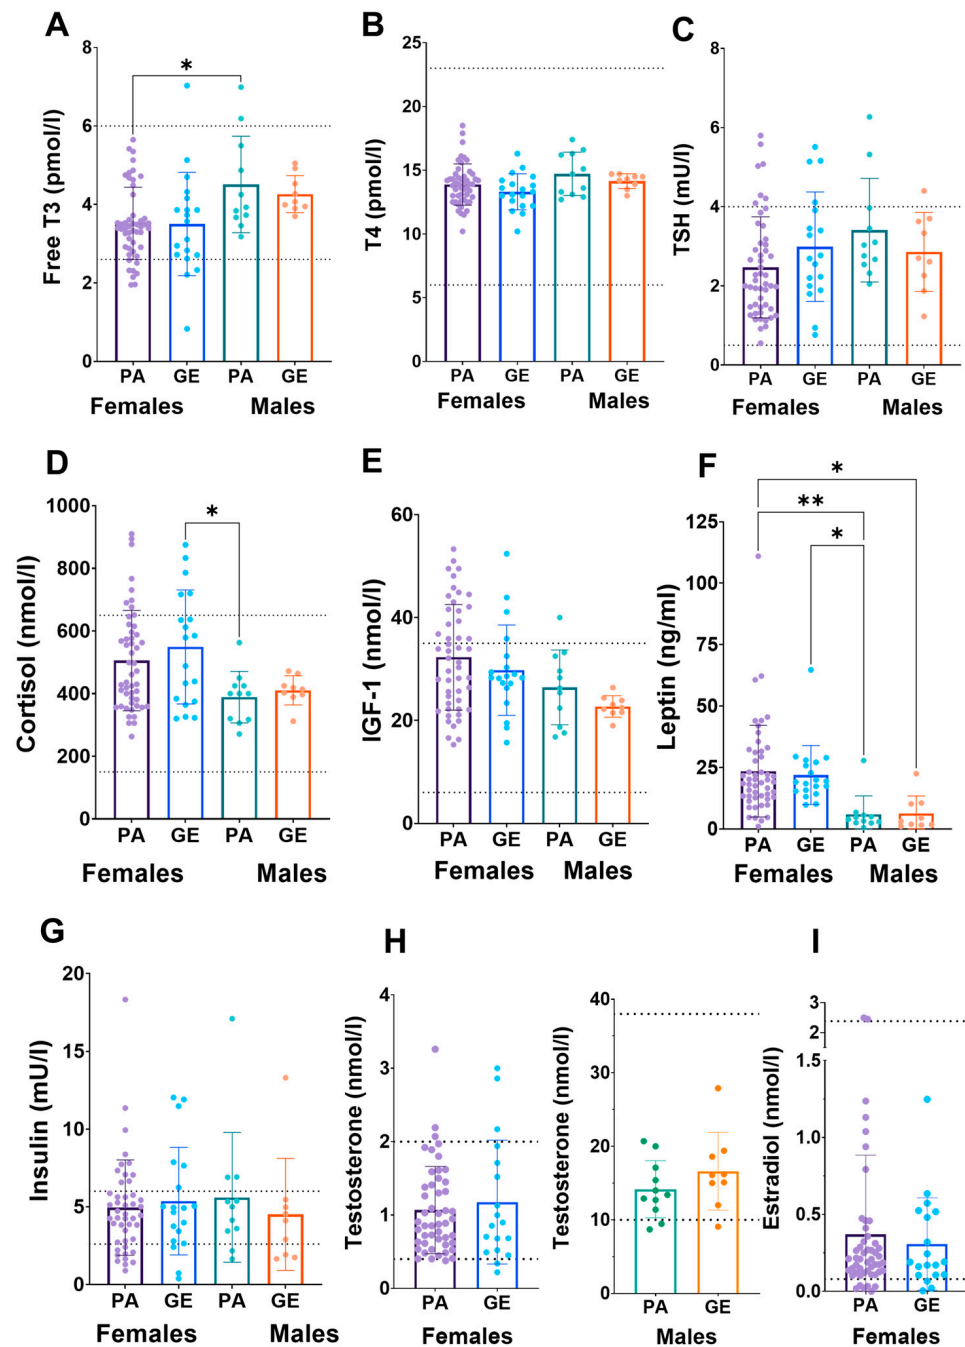 A
Free T3 (pmol/l)
8
6
4
2
0
*
PA GE PA GE
Females Males
B
T4 (pmol/l)
25
20
15
10
5
0
PA GE PA GE
Females Males
C
TSH (mU/l)
8
6
4
2
0
PA GE PA GE
Females Males
D
Cortisol (nmol/l)
1000
800
600
400
200
0
*
PA GE PA GE
Females Males
E
IGF-1 (nmol/l)
60
40
20
0
PA GE PA GE
Females Males
F
Leptin (ng/ml)
125
100
75
50
25
0
*
**
*
PA GE PA GE
Females Males
G
Insulin (mU/l)
20
15
10
5
0
PA GE PA GE
Females Males
H
Testosterone (nmol/l)
4
3
2
1
0
PA GE
Females
Testosterone (nmol/l)
40
30
20
10
0
PA GE
Males
I
Estradiol (nmol/l)
3
2
1.5
1.0
0.5
0.0
PA GE
Females